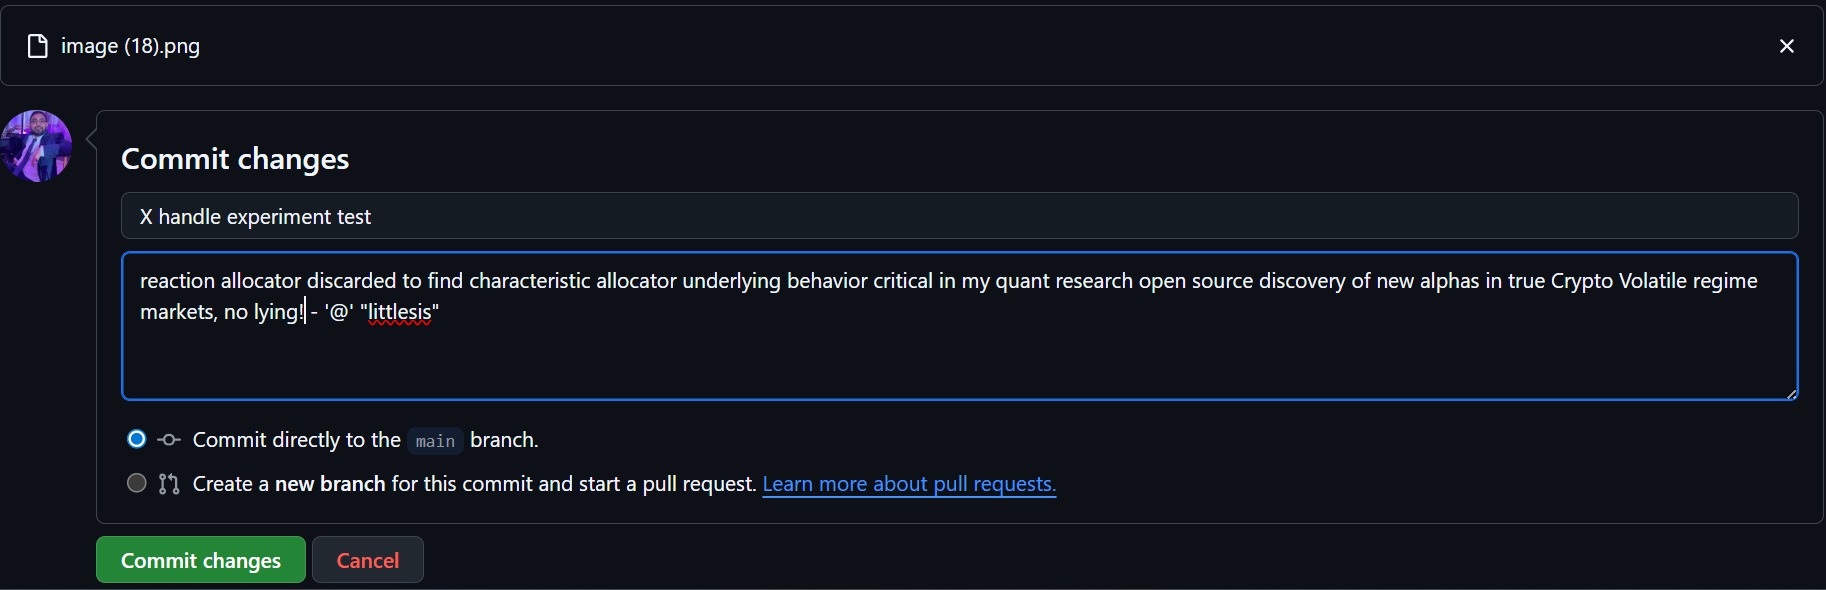 image (18).png
Commit changes
X handle experiment test
reaction allocator discarded to find characteristic allocator underlying behavior critical in my quant research open source discovery of new alphas in true Crypto Volatile regime
markets, no lying! - '@' "littlesis"
Commit directly to the main branch.
Create a new branch for this commit and start a pull request. Learn more about pull requests.
Commit changes Cancel